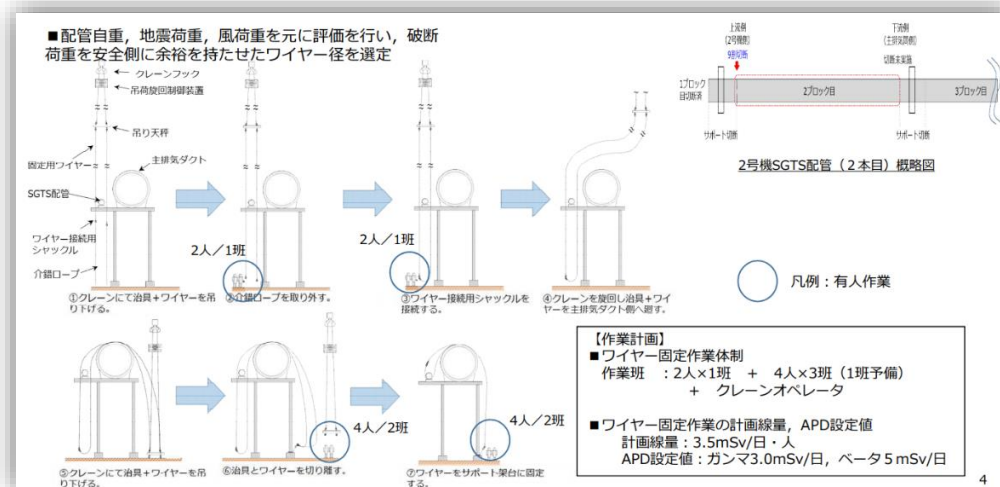 ■配管自重，地震荷重，風荷重を元に評価を行い，破断
荷重を安全側に余裕を持たせたワイヤー径を選定
クレーンフック
吊荷旋回制御装置
吊り天秤
固定用ワイヤー
主排気ダクト
SGTS配管
ワイヤー接続用
シャックル
介錯ロープ
①クレーンにて治具+ワイヤーを吊
り下げる。
2人／1班
②介錯ロープを取り外す。
2人／1班
③ワイヤー接続用シャックルを
接続する。
④クレーンを旋回し治具+ワイ
ヤーを主排気ダクト側へ廻す。
⑤クレーンにて治具+ワイヤーを吊
り下げる。
4人／2班
⑥治具とワイヤーを切り離す。
4人／2班
⑦ワイヤーをサポート架台に固定
する。
上流側
(2号機側)
9割切断
下流側
(主排気筒側)
切断未実施
1ブロック
目切断済
2ブロック目
3ブロック目
サポート切断
サポート切断
2号機SGTS配管（２本目）概略図
凡例：有人作業
【作業計画】
■ワイヤー固定作業体制
作業班　：2人×1班　+　4人×3班（1班予備）
+　クレーンオペレータ
■ワイヤー固定作業の計画線量，APD設定値
計画線量：3.5mSv/日・人
APD設定値：ガンマ3.0mSv/日，ベータ５mSv/日
4